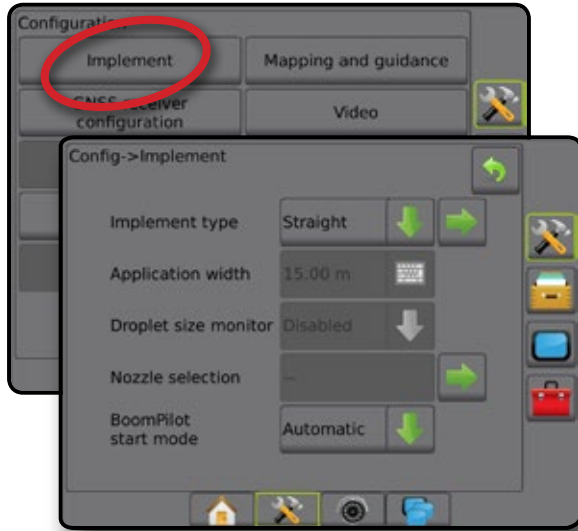 Configuration
Implement
Mapping and guidance
GNSS receiver
configuration
Video
Config->Implement
Implement type
Straight
Application width
15.00 m
Droplet size monitor
Disabled
Nozzle selection
--
BoomPilot
start mode
Automatic